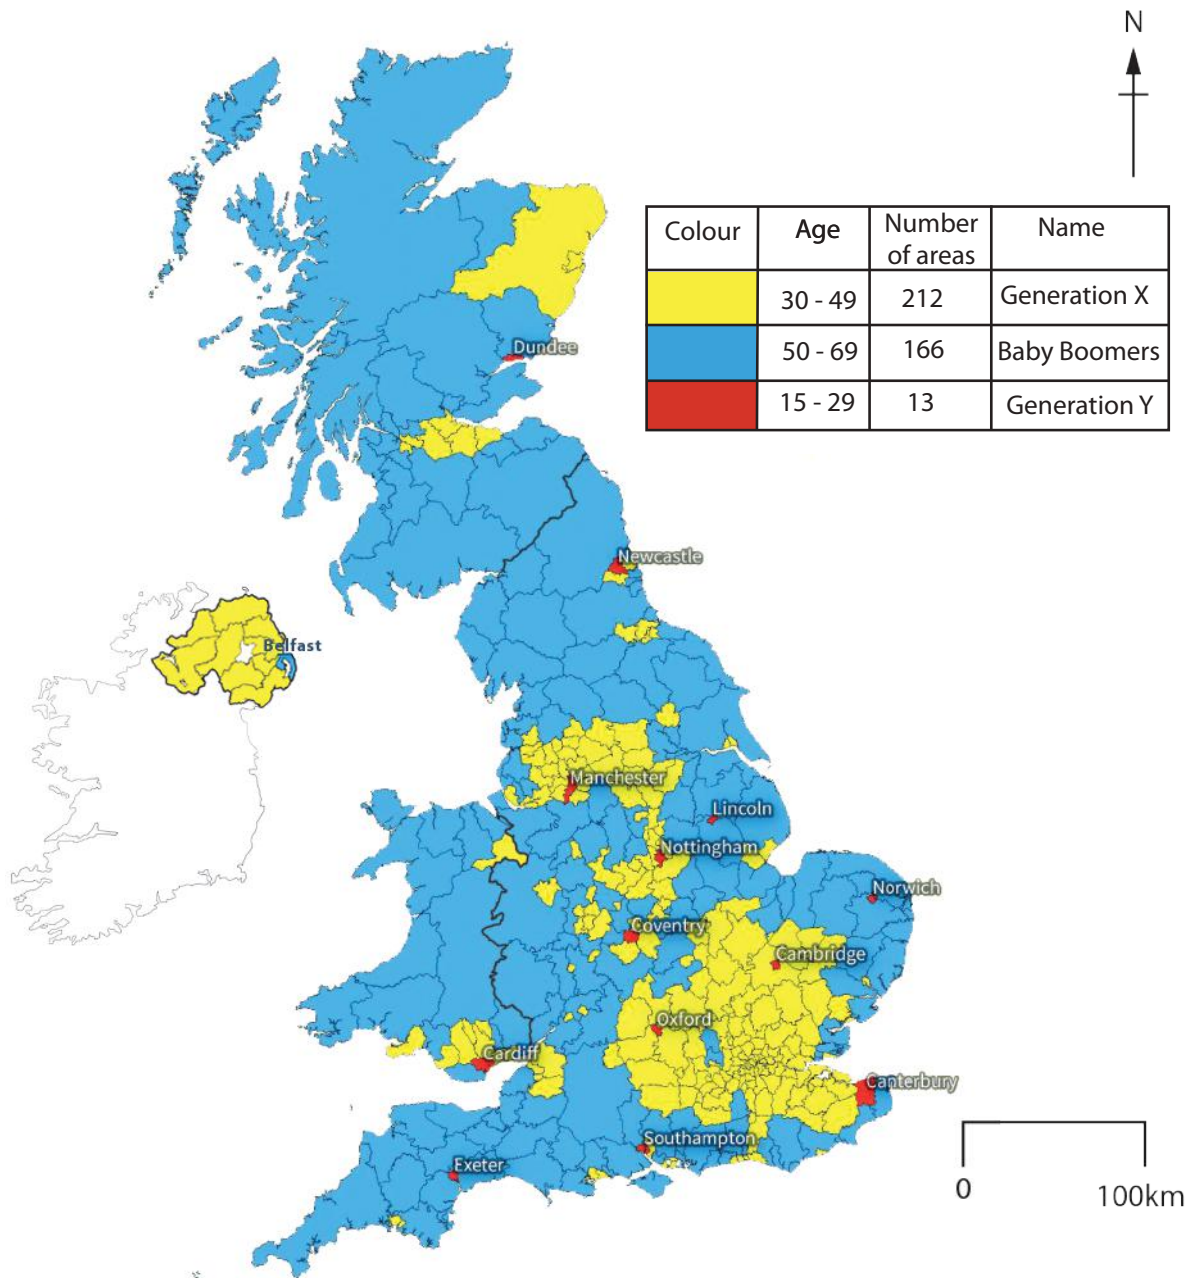 N
Colour Age Number of areas Name
30 - 49 212 Generation X
50 - 69 166 Baby Boomers
15 - 29 13 Generation Y
Dundee
Newcastle
Belfast
Manchester
Lincoln
Nottingham
Norwich
Coventry
Cambridge
Oxford
Cardiff
Canterbury
Southampton
Exeter
0 100km